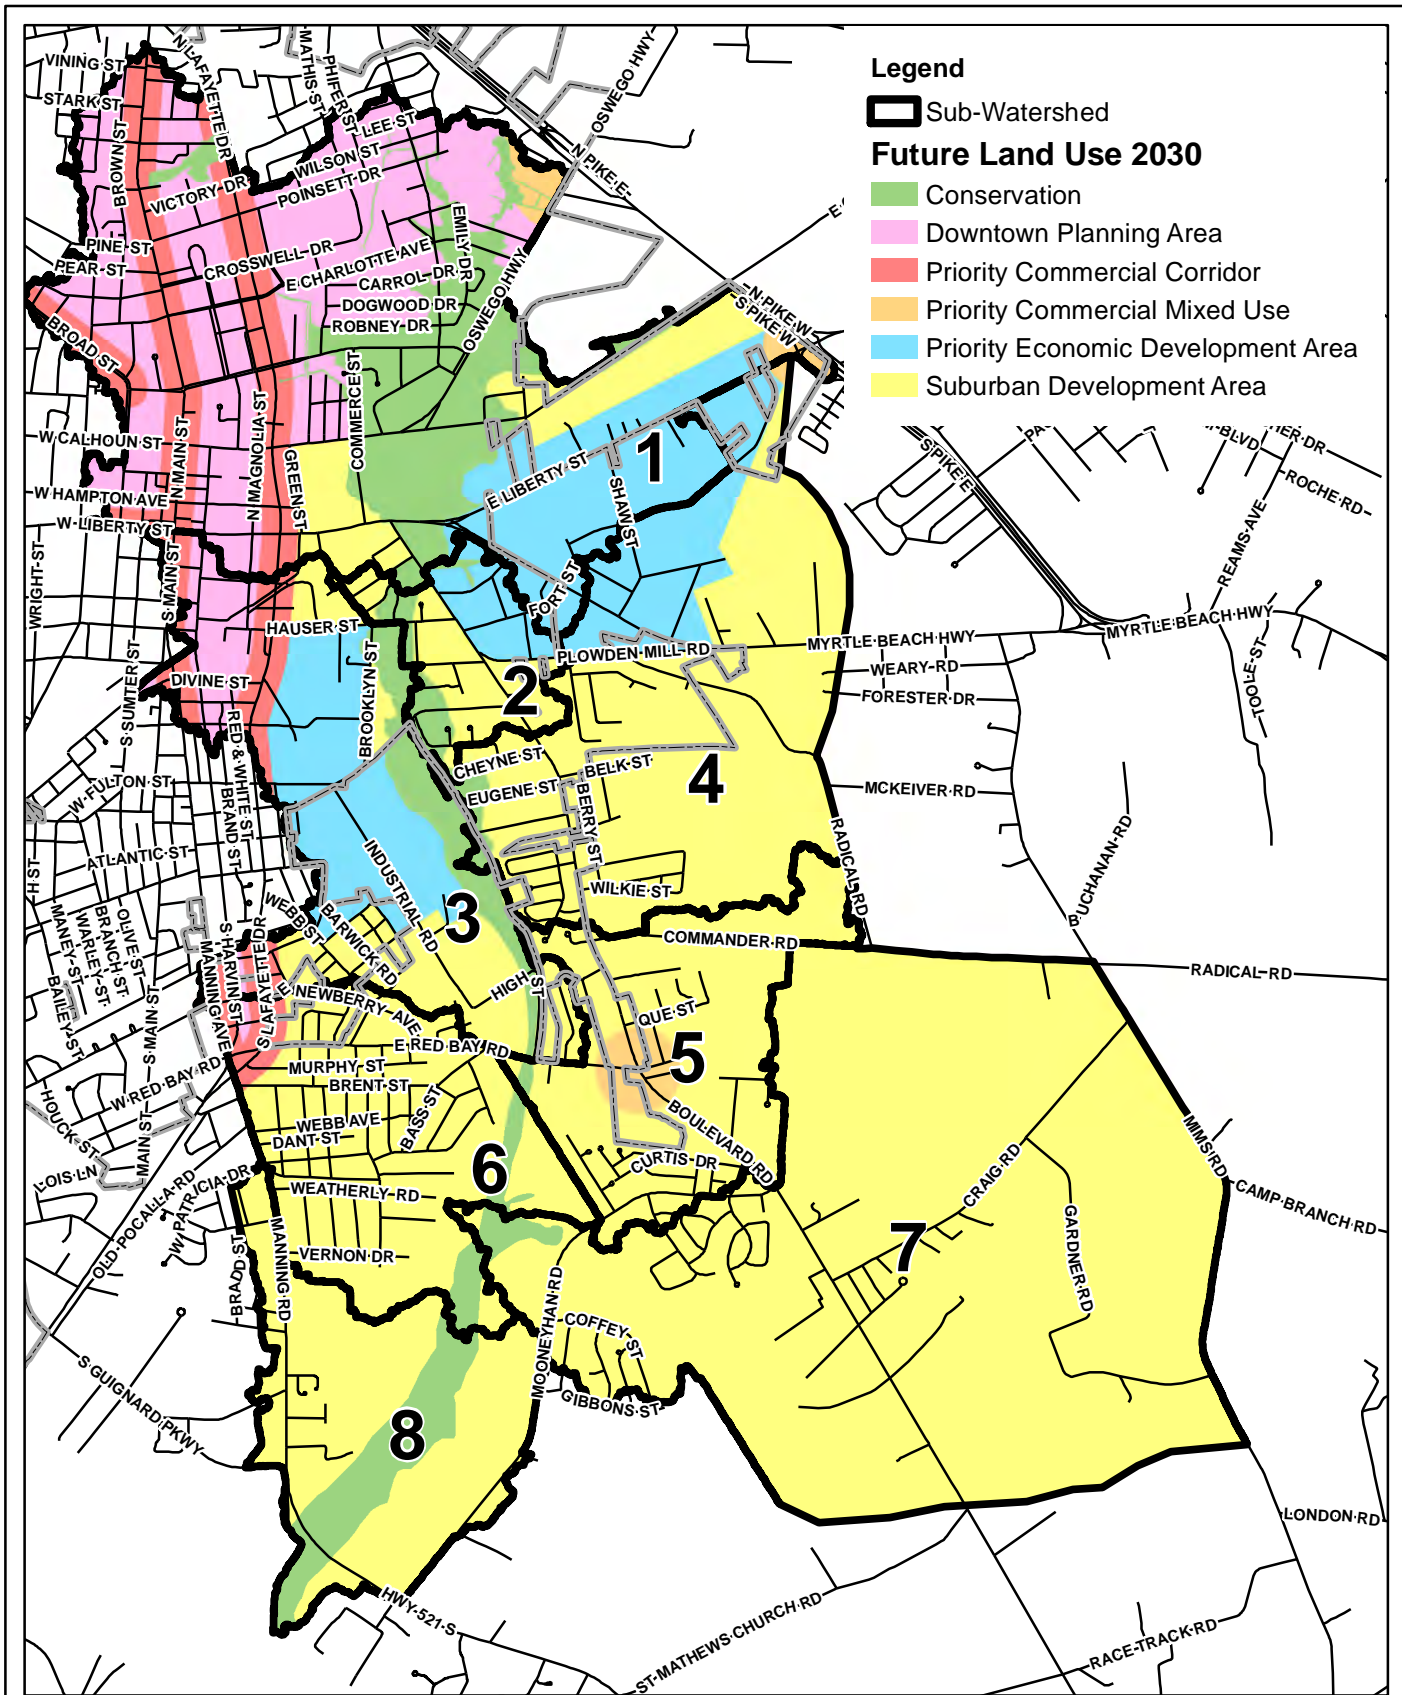 Legend
Sub-Watershed
Future Land Use 2030
Conservation
Downtown Planning Area
Priority Commercial Corridor
Priority Commercial Mixed Use
Priority Economic Development Area
Suburban Development Area
VINING ST
STARK ST
BROWN ST
N LAFAYETTE DR
MATHIS ST
PHIFER ST
LEE ST
WILSON ST
POINSETT DR
VICTORY DR
OSWEGO HWY
N PIKE E
PINE ST
PEAR ST
CROSSWELL DR
E CHARLOTTE AVE
EMILY DR
CARROL DR
DOGWOOD DR
ROBNEY DR
OSWEGO HWY
BROAD ST
COMMERCE ST
N PIKE W
S PIKE W
W CALHOUN ST
N MAIN ST
N MAGNOLIA ST
GREEN ST
W HAMPTON AVE
W LIBERTY ST
E LIBERTY ST
1
SHAW ST
S PIKE E
ROCHE RD
REAMS AVE
WRIGHT ST
S MAIN ST
FORT ST
HAUSER ST
BROOKLYN ST
PLOWDEN MILL RD
MYRTLE BEACH HWY
MYRTLE BEACH HWY
WEARY RD
FORESTER DR
TOOLE ST
S SUMTER ST
DIVINE ST
2
RED & WHITE ST
CHEYNE ST
EUGENE ST
BELK ST
BERRY ST
4
MCKEIVER RD
RADICAL RD
BUCHANAN RD
W FULTON ST
BRAND ST
ATLANTIC ST
H ST
INDUSTRIAL RD
WILKIE ST
WEBB ST
BARWICK RD
3
COMMANDER RD
RADICAL RD
OLIVE ST
BRANCH ST
WARLEY ST
MANEY ST
BAILEY ST
S MAIN ST
MANNING AVE
S HARVIN ST
S LAFAYETTE DR
E NEWBERRY AVE
HIGH ST
QUE ST
5
E RED BAY RD
W RED BAY RD
MURPHY ST
BRENT ST
WEBB AVE
DANT ST
BASS ST
HOUCK ST
LOIS LN
MAIN ST
OLD POCALLA RD
W PATRICIA DR
BOULEVARD RD
CURTIS DR
6
WEATHERLY RD
VERNON DR
MANNING RD
BRADD ST
CRAIG RD
GARDNER RD
7
MIMS RD
CAMP BRANCH RD
MOONEYHAN RD
COFFEY ST
GIBBONS ST
S GUIGNARD PKWY
8
HWY 521 S
LONDON RD
ST MATHEWS CHURCH RD
RACE TRACK RD